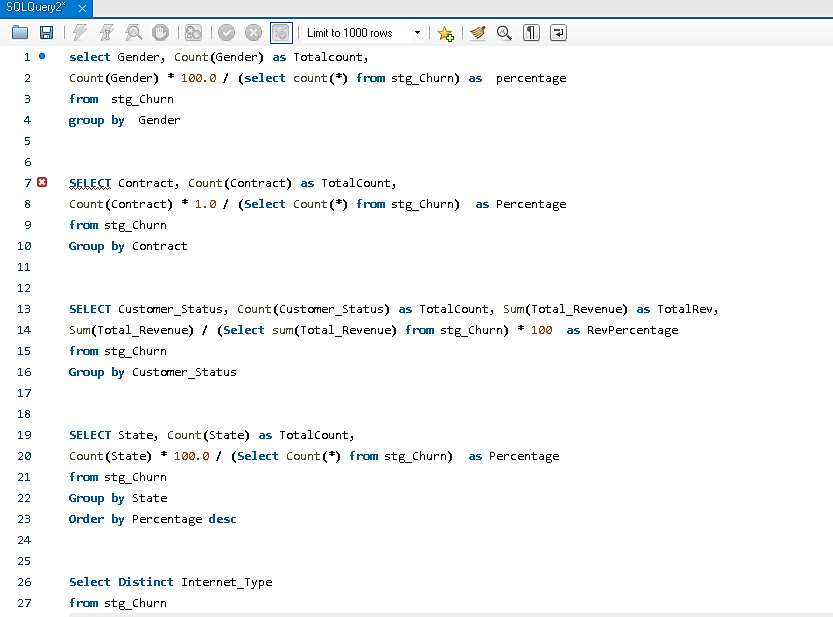 SQLQuery2* ×
Limit to 1000 rows
1 select Gender, Count(Gender) as Totalcount,
2 Count(Gender) * 100.0 / (select count(*) from stg_Churn) as percentage
3 from stg_Churn
4 group by Gender
5
6
7 SELECT Contract, Count(Contract) as TotalCount,
8 Count(Contract) * 1.0 / (Select Count(*) from stg_Churn) as Percentage
9 from stg_Churn
10 Group by Contract
11
12
13 SELECT Customer_Status, Count(Customer_Status) as TotalCount, Sum(Total_Revenue) as TotalRev,
14 Sum(Total_Revenue) / (Select sum(Total_Revenue) from stg_Churn) * 100 as RevPercentage
15 from stg_Churn
16 Group by Customer_Status
17
18
19 SELECT State, Count(State) as TotalCount,
20 Count(State) * 100.0 / (Select Count(*) from stg_Churn) as Percentage
21 from stg_Churn
22 Group by State
23 Order by Percentage desc
24
25
26 Select Distinct Internet_Type
27 from stg_Churn